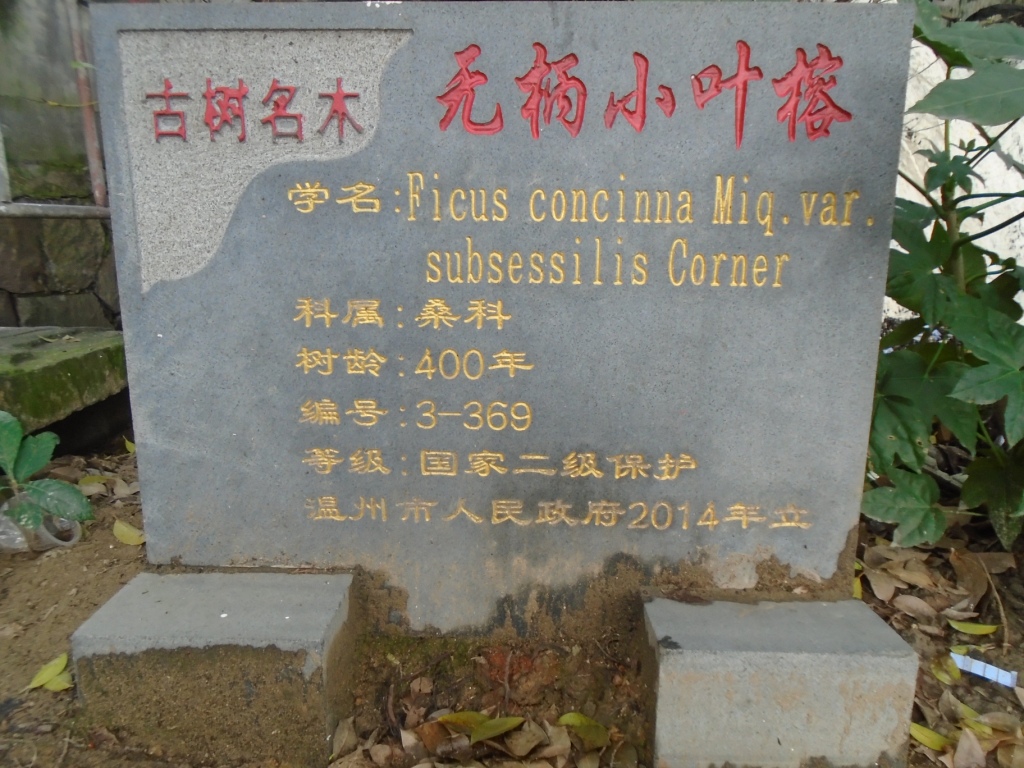 古树名木
无柄小叶榕
学名:Ficus concinna Miq.var.
subsessilis Corner
科属:桑科
树龄:400年
编号:3-369
等级:国家二级保护
温州市人民政府2014年立